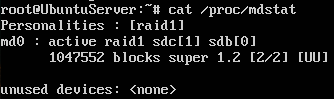 root@UbuntuServer:~# cat /proc/mdstat
Personalities : [raid1]
md0 : active raid1 sdc[1] sdb[0]
      1047552 blocks super 1.2 [2/2] [UU]

unused devices: <none>